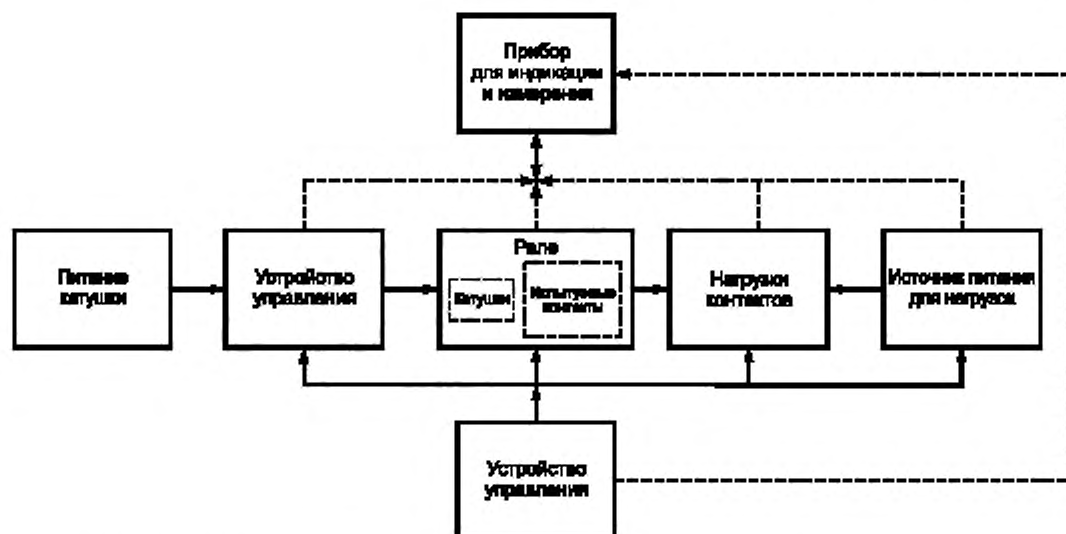 Прибор
для индикации
и измерения
Питание
катушки
Устройство
управления
Реле
Катушки
Испытуемые
контакты
Нагрузки
контактов
Источник питания
для нагрузок
Устройство
управления